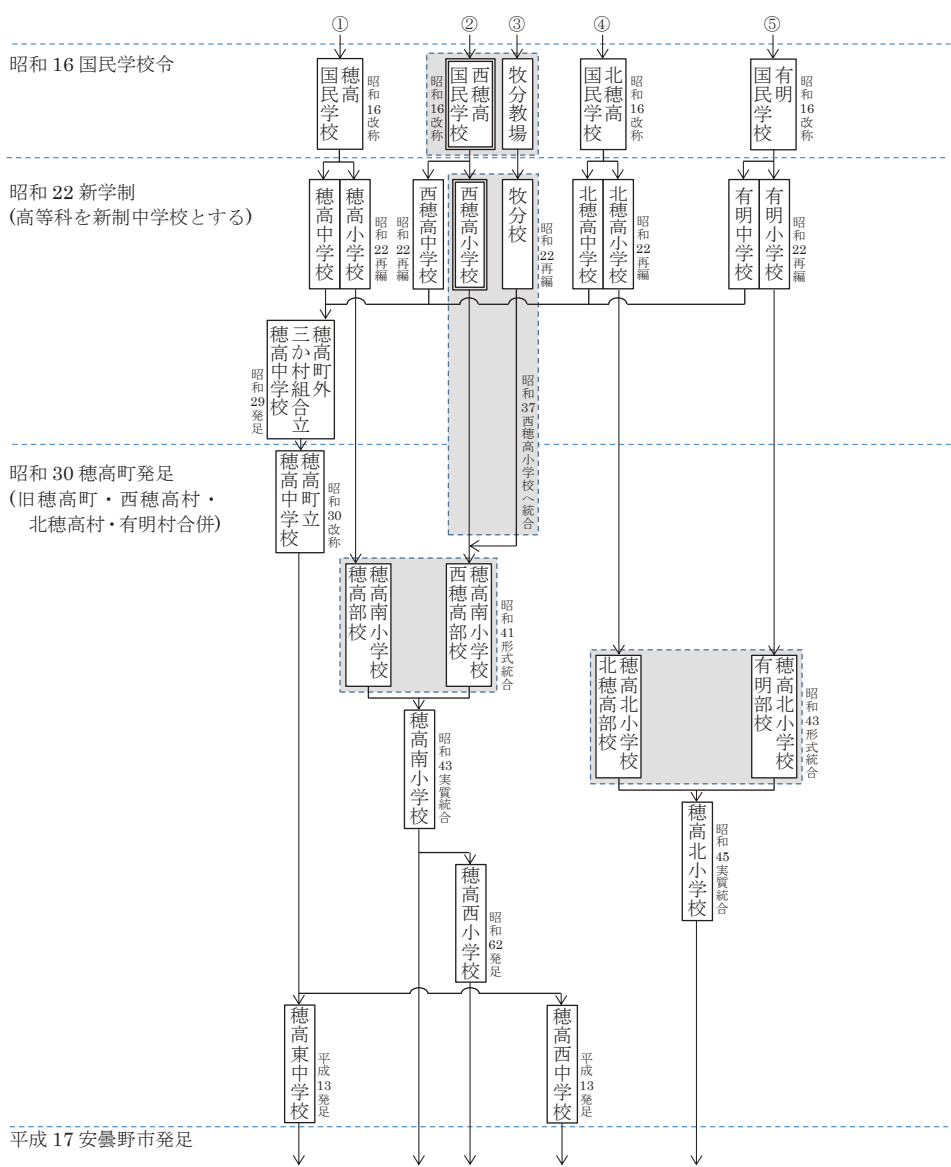 ①
②
③
④
⑤
昭和 16 国民学校令
穂高
国民学校
昭和16改称
昭和16改称
西穂高
国民学校
牧分教場
北穂高
国民学校
昭和16改称
有明
国民学校
昭和16改称
昭和 22 新学制
(高等科を新制中学校とする)
穂高中学校
穂高小学校
昭和22再編
昭和22再編
西穂高中学校
西穂高小学校
牧分校
昭和22再編
北穂高中学校
北穂高小学校
昭和22再編
有明中学校
有明小学校
昭和22再編
穂高町外
三か村組合立
穂高中学校
昭和29発足
昭和37西穂高小学校へ統合
昭和 30 穂高町発足
(旧穂高町・西穂高村・
北穂高村・有明村合併)
穂高町立
穂高中学校
昭和30改称
穂高南小学校
穂高部校
穂高南小学校
西穂高部校
昭和41形式統合
穂高北小学校
北穂高部校
穂高北小学校
有明部校
昭和43形式統合
穂高南小学校
昭和43実質統合
穂高北小学校
昭和45実質統合
穂高西小学校
昭和62発足
穂高東中学校
平成13発足
穂高西中学校
平成13発足
平成 17 安曇野市発足